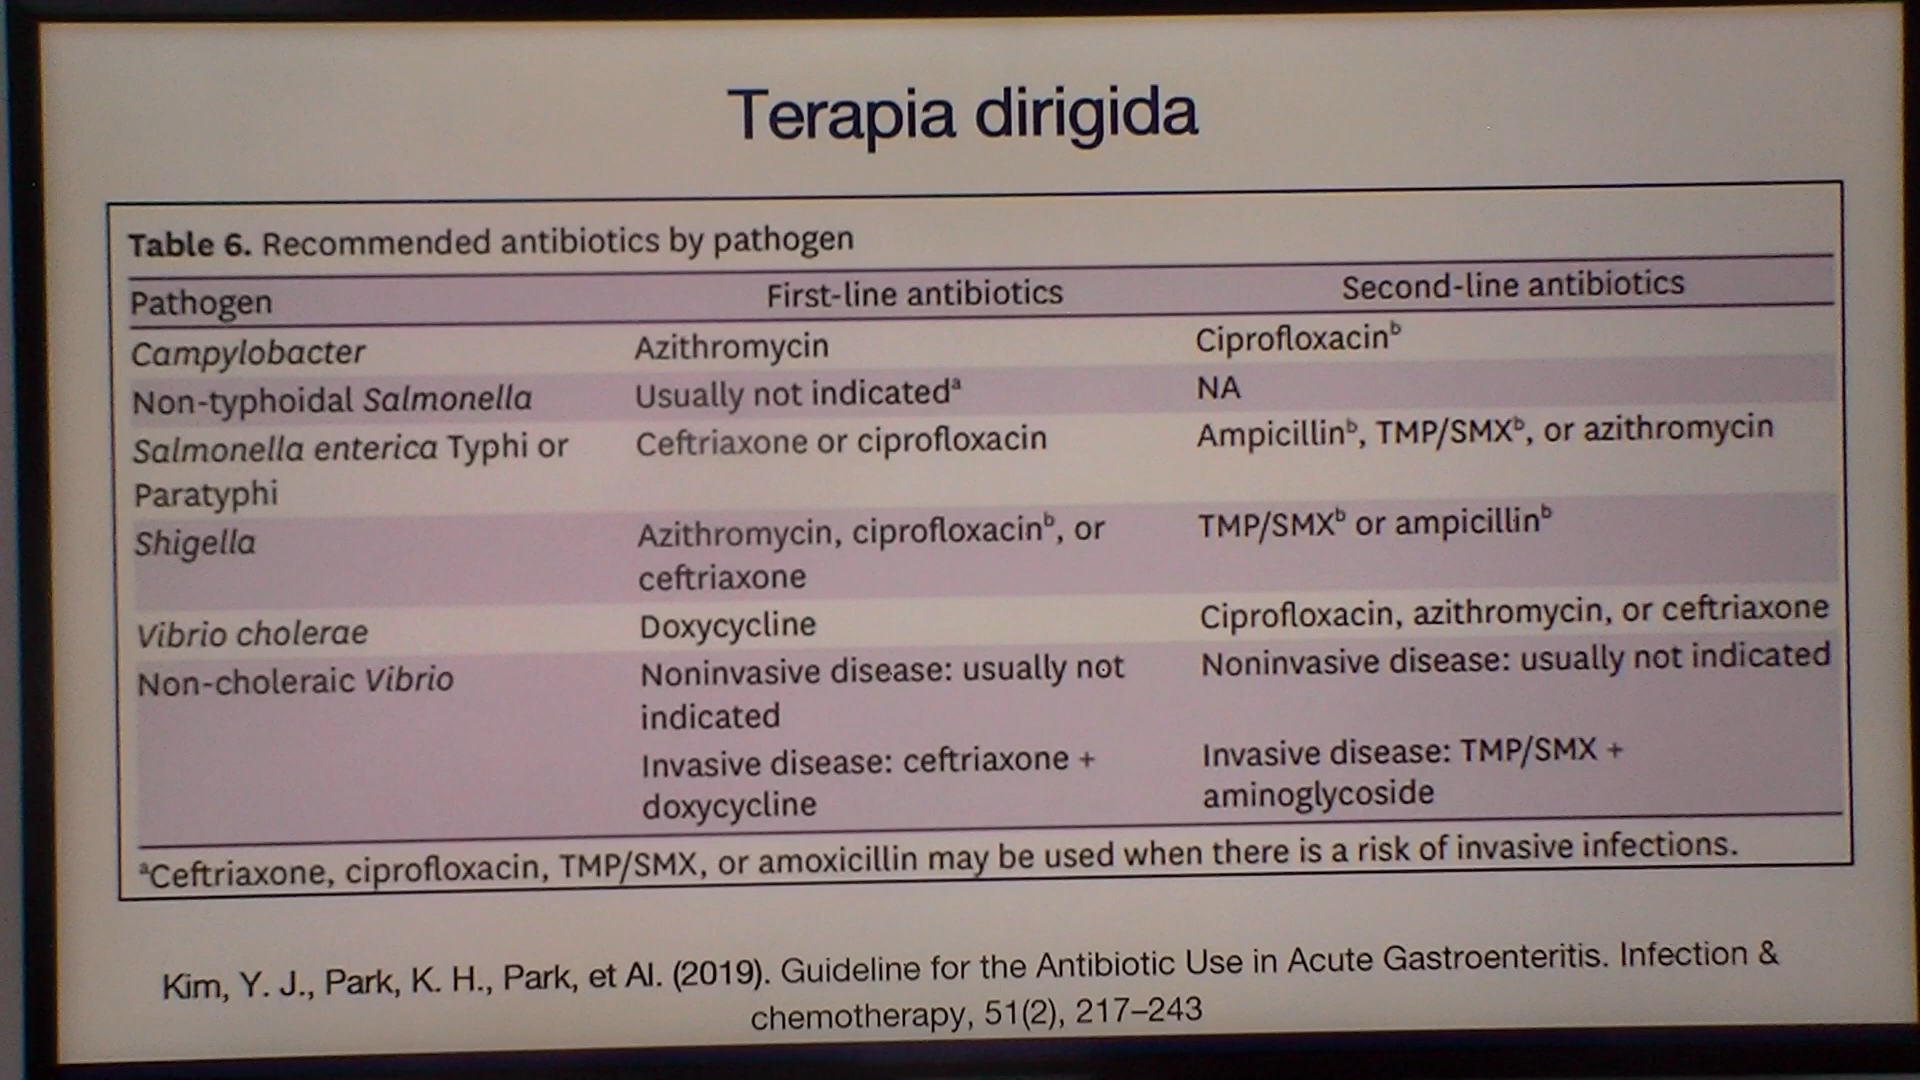 Terapia dirigida
Table 6. Recommended antibiotics by pathogen
Pathogen First-line antibiotics Second-line antibiotics
Campylobacter Azithromycin Ciprofloxacinᵇ
Non-typhoidal Salmonella Usually not indicatedᵃ NA
Salmonella enterica Typhi or Ceftriaxone or ciprofloxacin Ampicillinᵇ, TMP/SMXᵇ, or azithromycin
Paratyphi
Shigella Azithromycin, ciprofloxacinᵇ, or TMP/SMXᵇ or ampicillinᵇ
ceftriaxone
Vibrio cholerae Doxycycline Ciprofloxacin, azithromycin, or ceftriaxone
Non-choleraic Vibrio Noninvasive disease: usually not Noninvasive disease: usually not indicated
indicated
Invasive disease: ceftriaxone + Invasive disease: TMP/SMX +
doxycycline aminoglycoside
ᵃCeftriaxone, ciprofloxacin, TMP/SMX, or amoxicillin may be used when there is a risk of invasive infections.
Kim, Y. J., Park, K. H., Park, et Al. (2019). Guideline for the Antibiotic Use in Acute Gastroenteritis. Infection &
chemotherapy, 51(2), 217–243